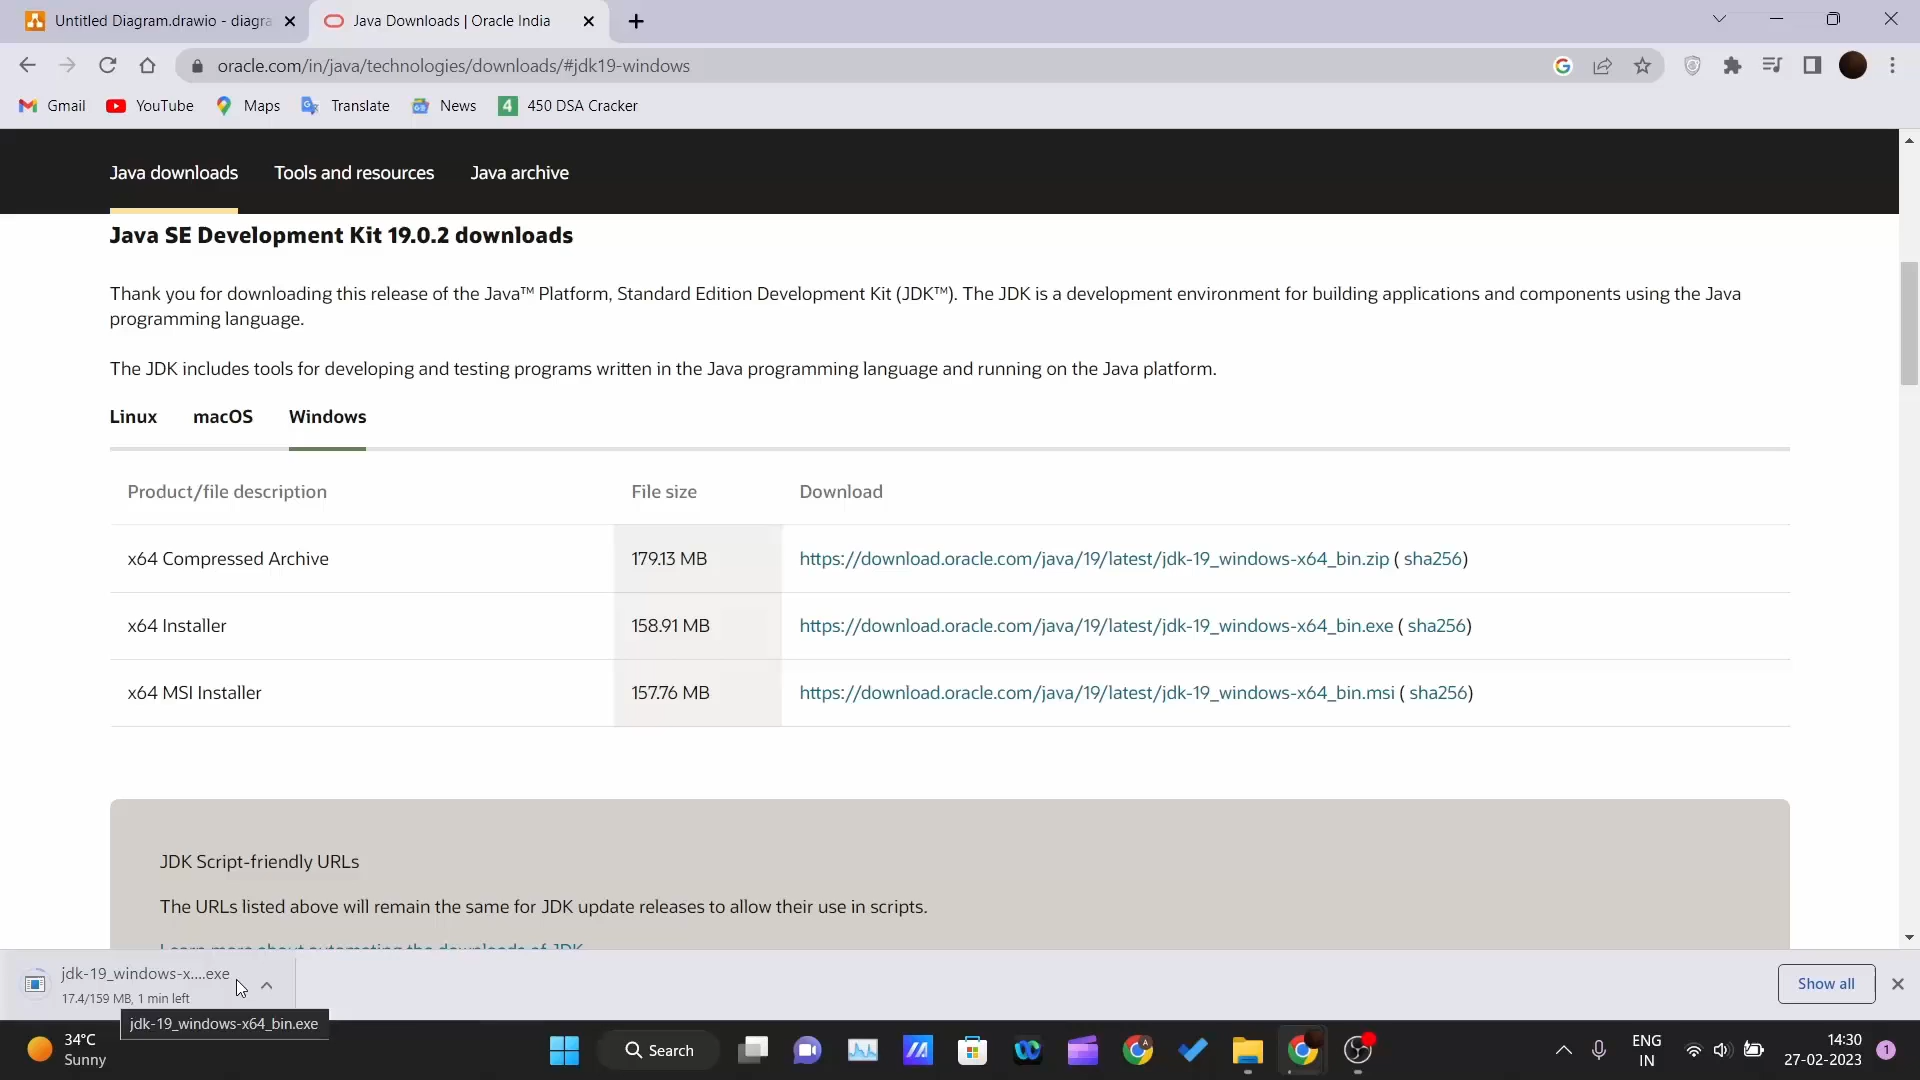 Untitled Diagram.drawio - diagra
Java Downloads | Oracle India
oracle.com/in/java/technologies/downloads/#jdk19-windows
Gmail
YouTube
Maps
Translate
News
4
450 DSA Cracker
Java downloads
Tools and resources
Java archive
Java SE Development Kit 19.0.2 downloads
Thank you for downloading this release of the Java™ Platform, Standard Edition Development Kit (JDK™). The JDK is a development environment for building applications and components using the Java
programming language.
The JDK includes tools for developing and testing programs written in the Java programming language and running on the Java platform.
Linux
macOS
Windows
Product/file description
File size
Download
x64 Compressed Archive
179.13 MB
https://download.oracle.com/java/19/latest/jdk-19_windows-x64_bin.zip ( sha256)
x64 Installer
158.91 MB
https://download.oracle.com/java/19/latest/jdk-19_windows-x64_bin.exe ( sha256)
x64 MSI Installer
157.76 MB
https://download.oracle.com/java/19/latest/jdk-19_windows-x64_bin.msi ( sha256)
JDK Script-friendly URLs
The URLs listed above will remain the same for JDK update releases to allow their use in scripts.
Learn more about automating the downloads of JDK
jdk-19_windows-x....exe
17.4/159 MB, 1 min left
Show all
jdk-19_windows-x64_bin.exe
34°C
Sunny
Search
ENG
IN
14:30
27-02-2023
1